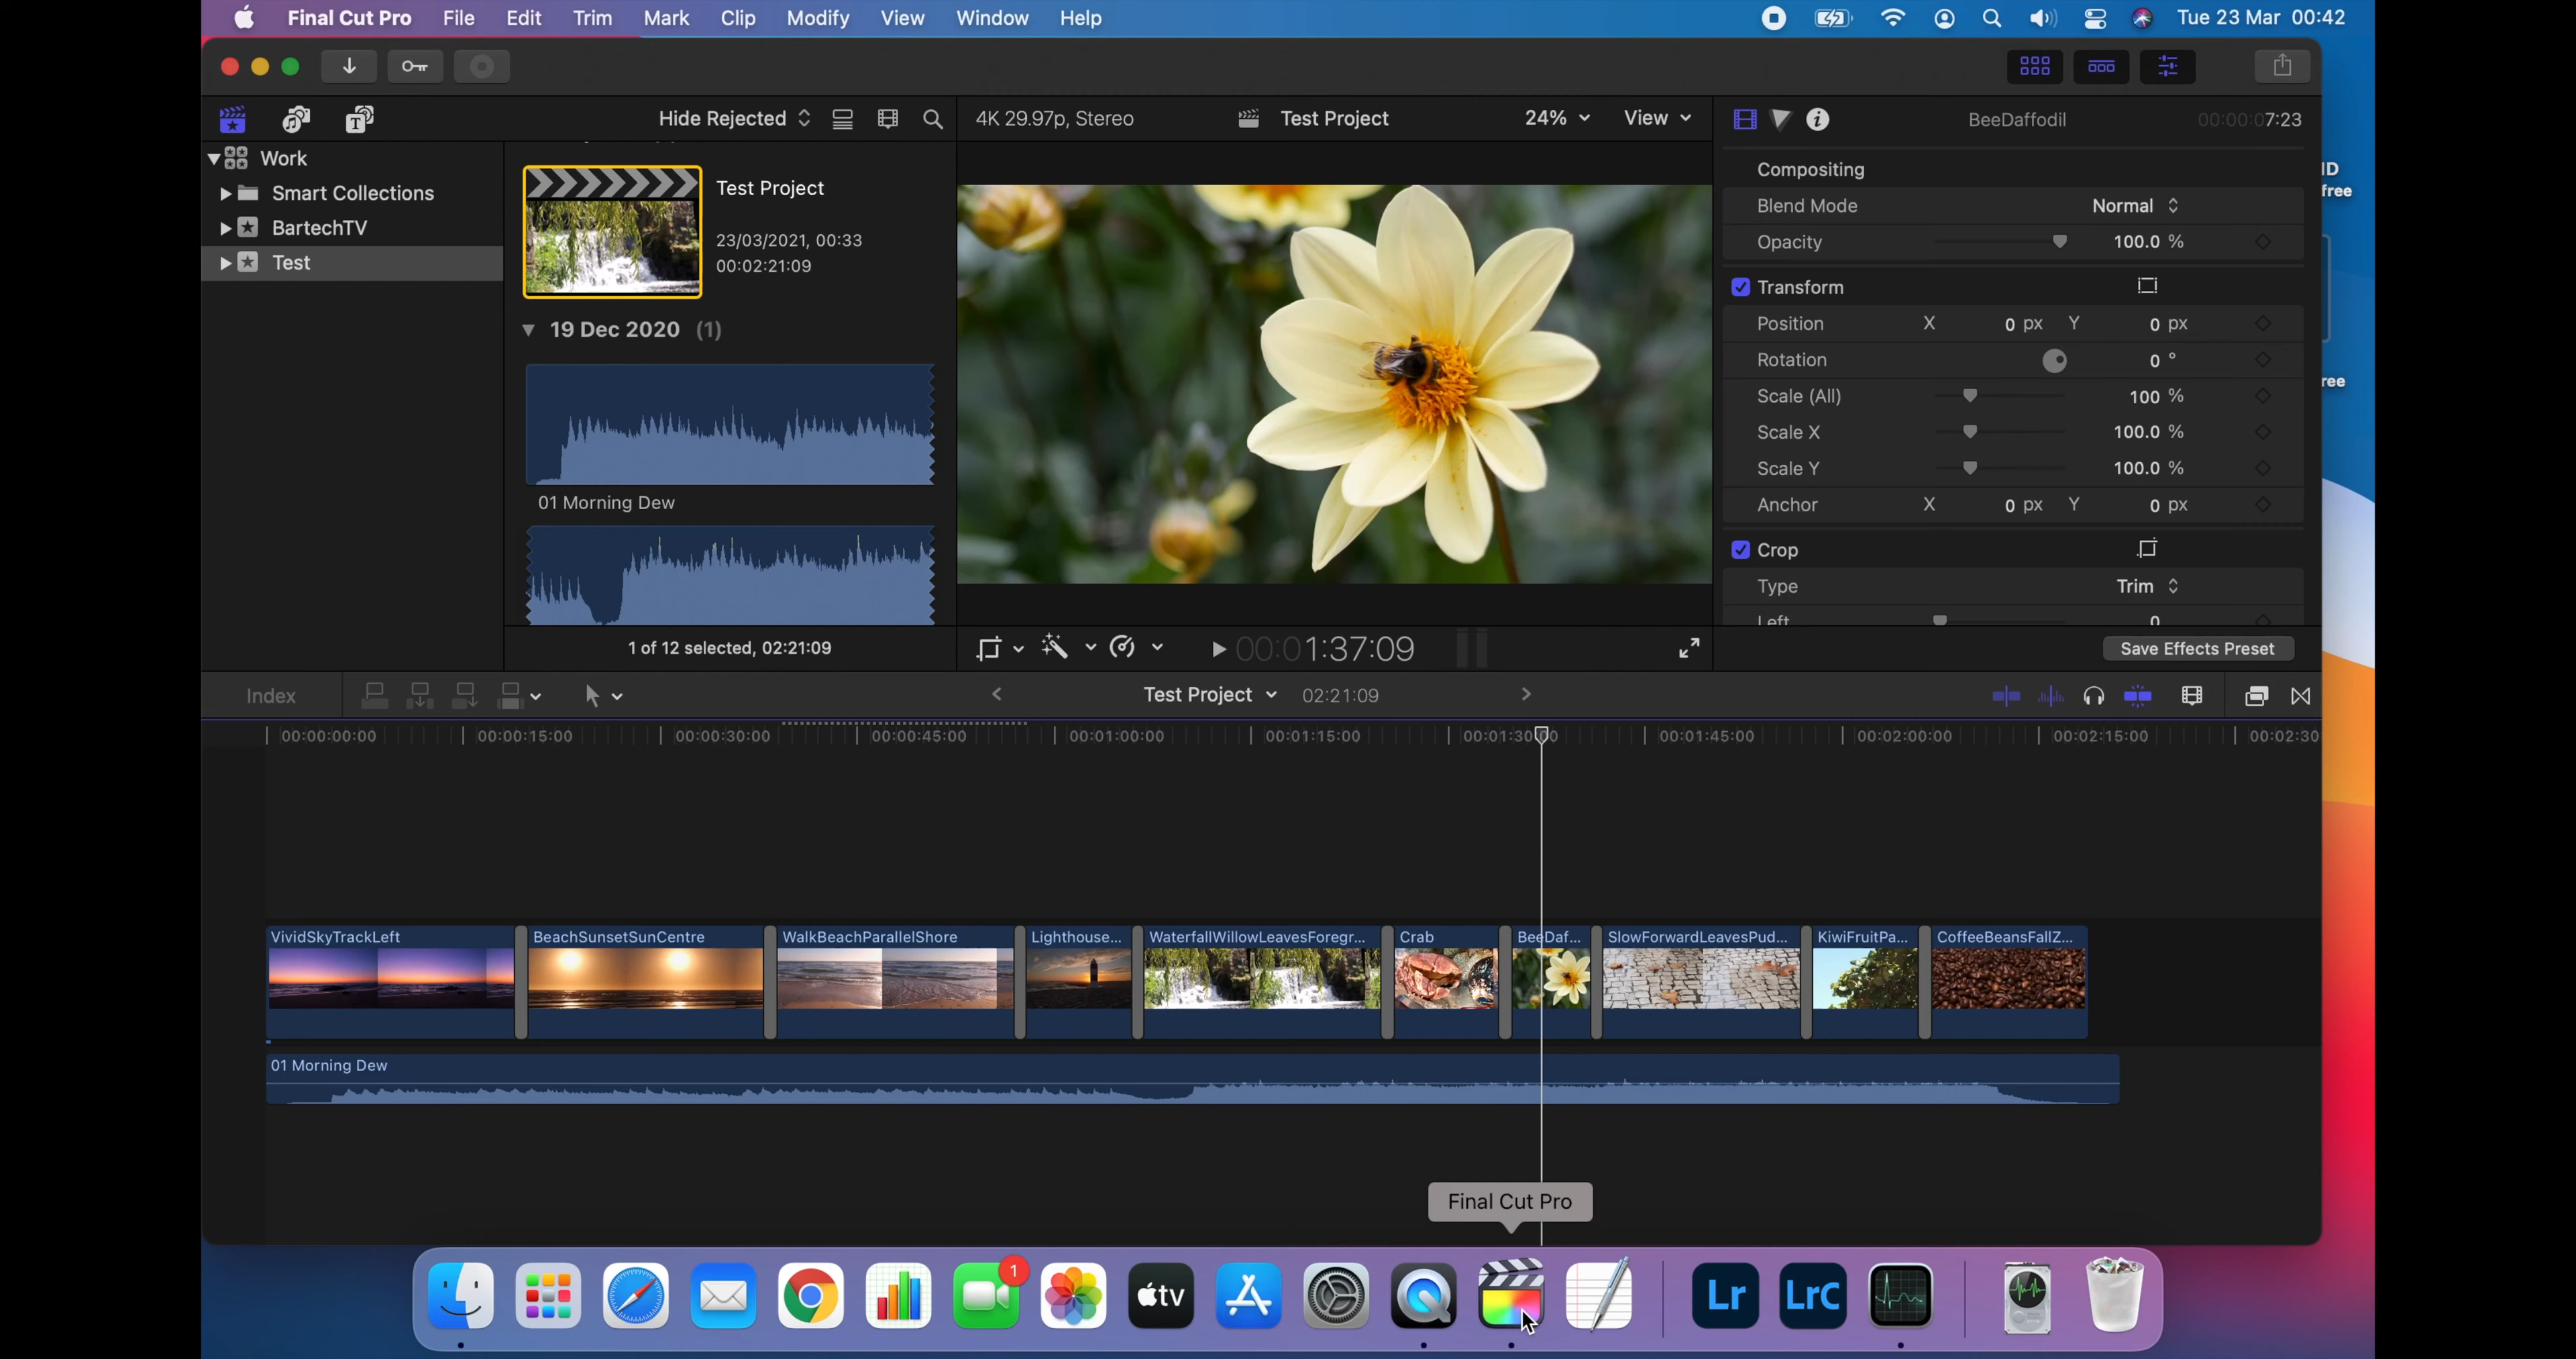 Final Cut Pro File Edit Trim Mark Clip Modify View Window Help Tue 23 Mar 00:42
Hide Rejected 4K 29.97p, Stereo Test Project 24% View BeeDaffodil 00:00:07:23
Work
Smart Collections
BartechTV
Test
Test Project
23/03/2021, 00:33
00:02:21:09
19 Dec 2020 (1)
01 Morning Dew
1 of 12 selected, 02:21:09
00:01:37:09
Compositing
Blend Mode Normal
Opacity 100.0 %
Transform
Position X 0 px Y 0 px
Rotation 0 °
Scale (All) 100 %
Scale X 100.0 %
Scale Y 100.0 %
Anchor X 0 px Y 0 px
Crop
Type Trim
Left 0
Save Effects Preset
ID
free
ree
Index Test Project 02:21:09
00:00:00:00 00:00:15:00 00:00:30:00 00:00:45:00 00:01:00:00 00:01:15:00 00:01:30:00 00:01:45:00 00:02:00:00 00:02:15:00 00:02:30
VividSkyTrackLeft BeachSunsetSunCentre WalkBeachParallelShore Lighthouse... WaterfallWillowLeavesForegr... Crab BeeDaf... SlowForwardLeavesPud... KiwiFruitPa... CoffeeBeansFallZ...
01 Morning Dew
Final Cut Pro
1
tv
Lr
LrC